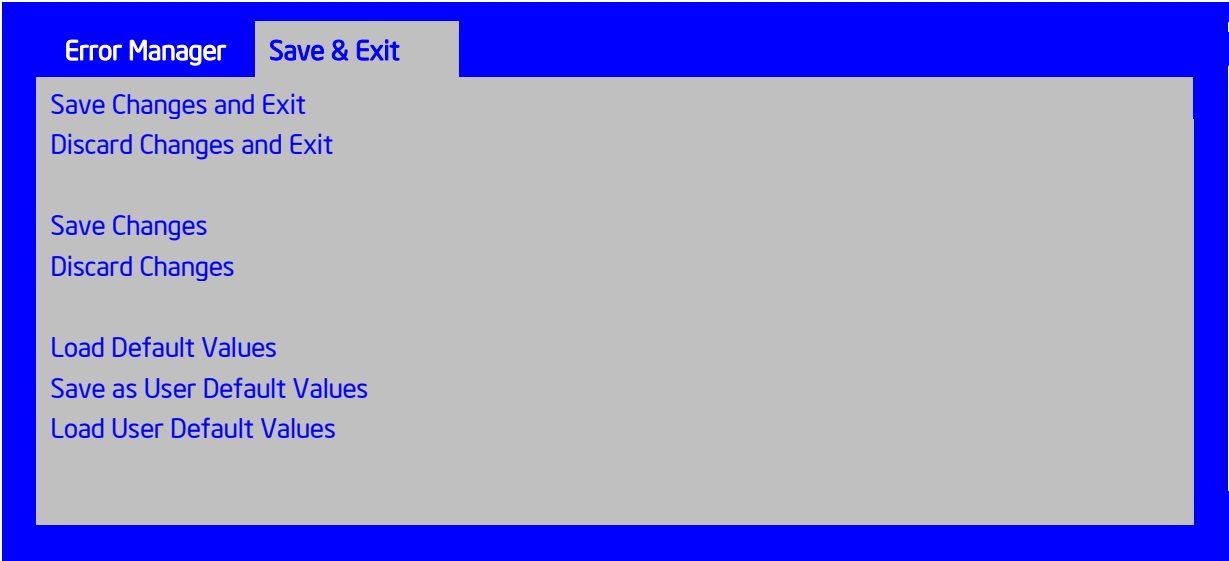 Error Manager Save & Exit
Save Changes and Exit
Discard Changes and Exit
Save Changes
Discard Changes
Load Default Values
Save as User Default Values
Load User Default Values